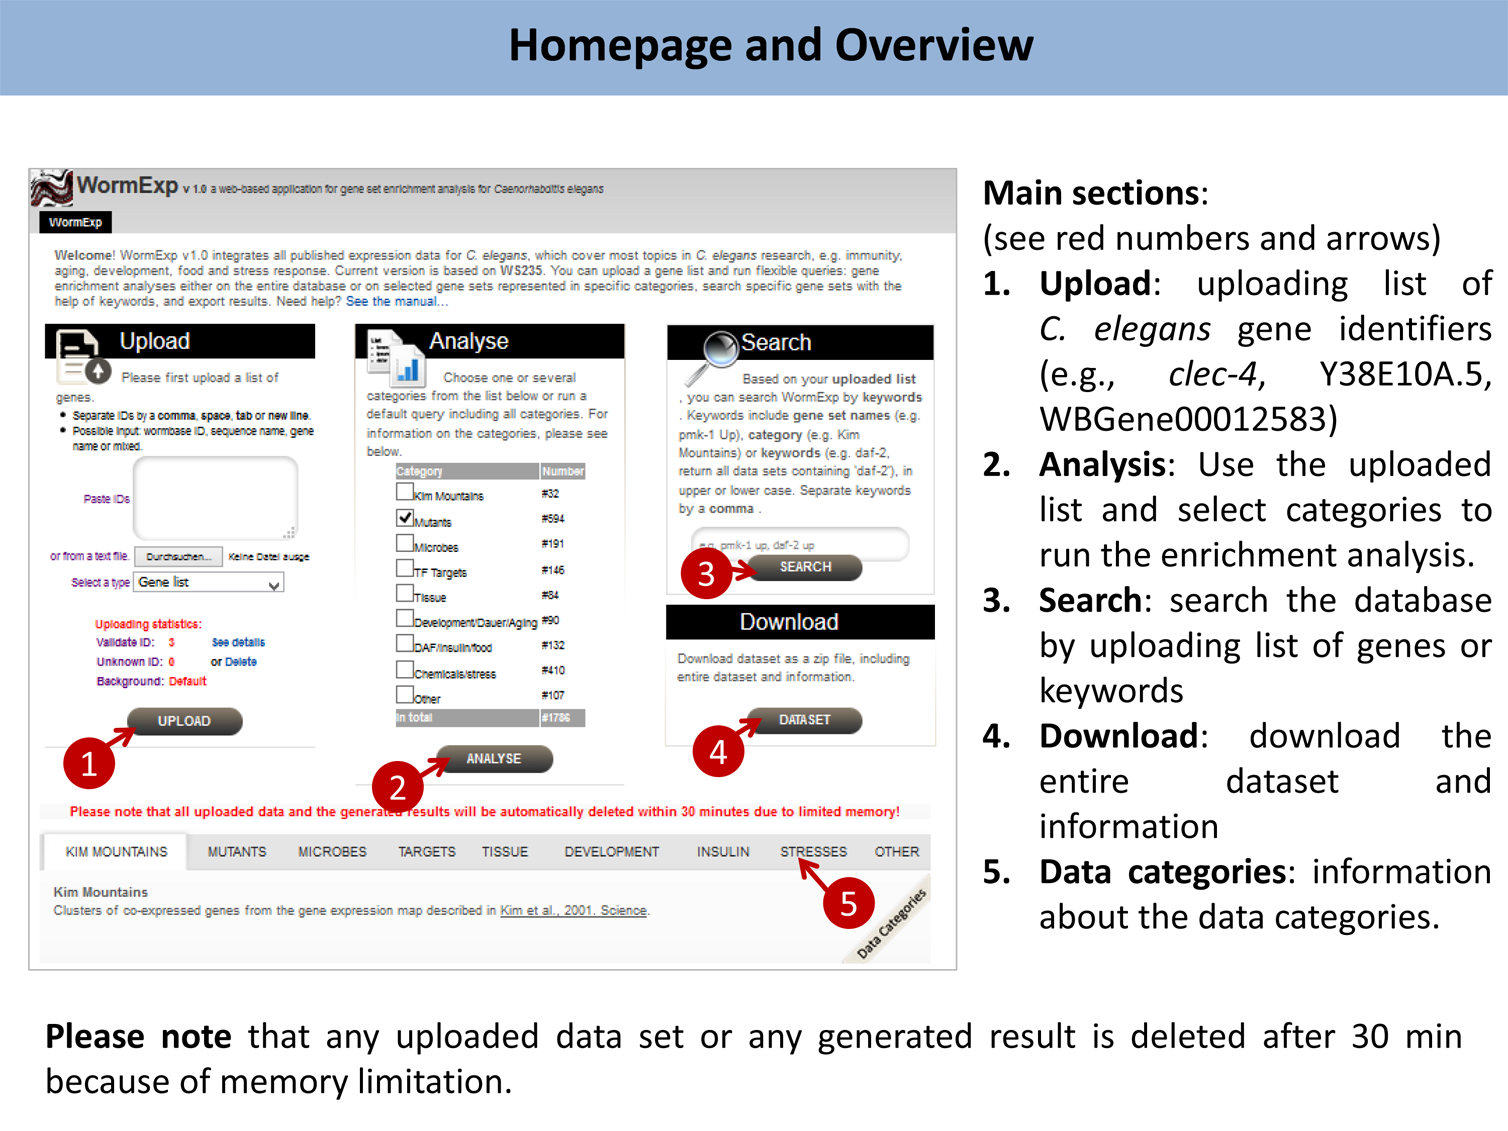 Homepage and Overview
WormExp v 1.0 a web-based application for gene set enrichment analysis for Caenorhabditis elegans
WormExp
Welcome! WormExp v1.0 integrates all published expression data for C. elegans, which cover most topics in C. elegans research, e.g. immunity,
aging, development, food and stress response. Current version is based on WS235. You can upload a gene list and run flexible queries: gene
enrichment analyses either on the entire database or on selected gene sets represented in specific categories, search specific gene sets with the
help of keywords, and export results. Need help? See the manual...
Upload
Please first upload a list of
genes.
• Separate IDs by a comma, space, tab or new line.
• Possible input: wormbase ID, sequence name, gene
name or mixed.
Paste IDs
or from a text file. Durchsuchen... Keine Datei ausge
Select a type Gene list
Uploading statistics:
Validate ID: 3 See details
Unknown ID: 0 or Delete
Background: Default
UPLOAD
1
List
Analyse
Choose one or several
categories from the list below or run a
default query including all categories. For
information on the categories, please see
below.
Category Number
Kim Mountains #32
Mutants #594
Microbes #191
TF Targets #146
Tissue #84
Development/Dauer/Aging #90
DAF/Insulin/food #132
Chemicals/stress #410
Other #107
In total #1786
ANALYSE
2
Search
Based on your uploaded list
, you can search WormExp by keywords
. Keywords include gene set names (e.g.
pmk-1 Up), category (e.g. Kim
Mountains) or keywords (e.g. daf-2,
return all data sets containing 'daf-2'), in
upper or lower case. Separate keywords
by a comma .
e.g. pmk-1 up, daf-2 up
SEARCH
3
Download
Download dataset as a zip file, including
entire dataset and information.
DATASET
4
Please note that all uploaded data and the generated results will be automatically deleted within 30 minutes due to limited memory!
KIM MOUNTAINS MUTANTS MICROBES TARGETS TISSUE DEVELOPMENT INSULIN STRESSES OTHER
Kim Mountains
Clusters of co-expressed genes from the gene expression map described in Kim et al., 2001. Science.
5
Data Categories
Main sections:
(see red numbers and arrows)
1. Upload: uploading list of
C. elegans gene identifiers
(e.g., clec-4, Y38E10A.5,
WBGene00012583)
2. Analysis: Use the uploaded
list and select categories to
run the enrichment analysis.
3. Search: search the database
by uploading list of genes or
keywords
4. Download: download the
entire dataset and
information
5. Data categories: information
about the data categories.
Please note that any uploaded data set or any generated result is deleted after 30 min
because of memory limitation.